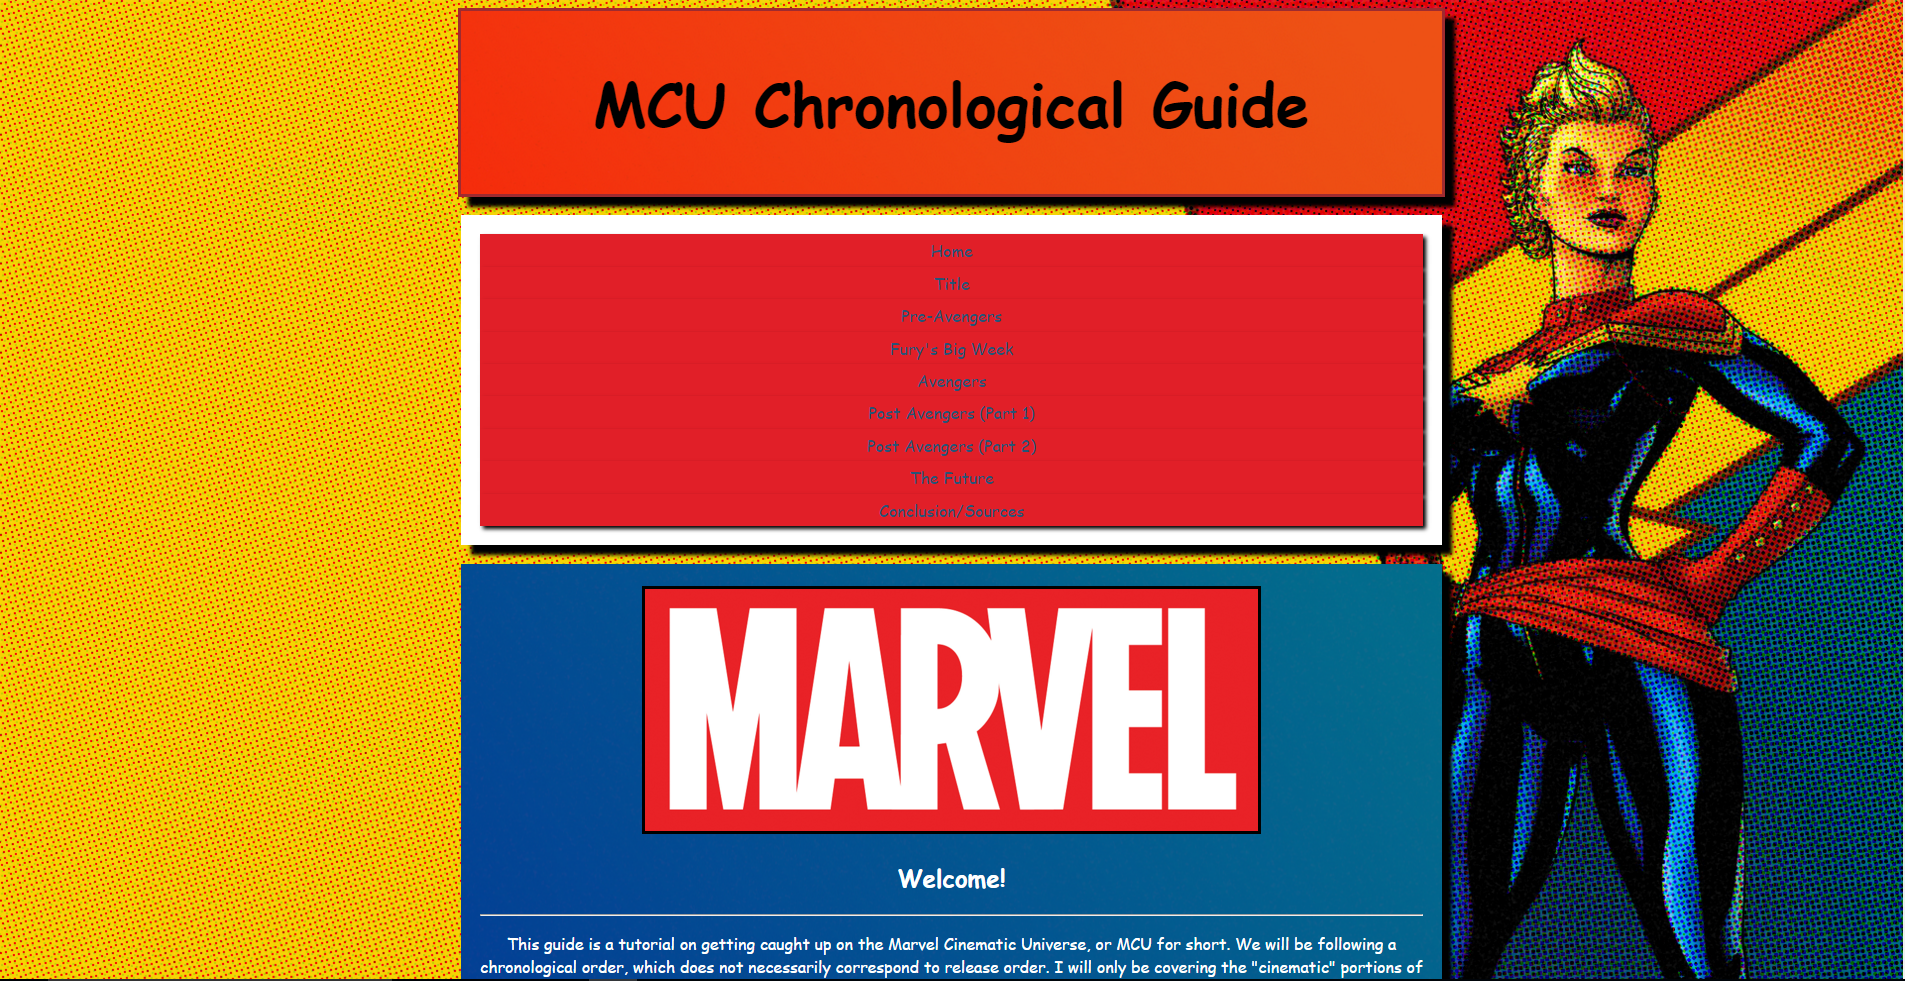 MCU Chronological Guide
Home
Title
Pre-Avengers
Fury's Big Week
Avengers
Post Avengers (Part 1)
Post Avengers (Part 2)
The Future
Conclusion/Sources
MARVEL
Welcome!
This guide is a tutorial on getting caught up on the Marvel Cinematic Universe, or MCU for short. We will be following a
chronological order, which does not necessarily correspond to release order. I will only be covering the "cinematic" portions of